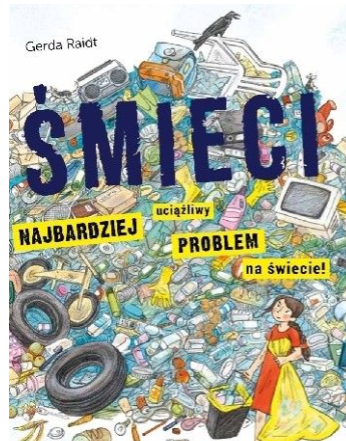 Gerda Raidt
ŚMIECI
NAJBARDZIEJ
uciążliwy
PROBLEM
na świecie!